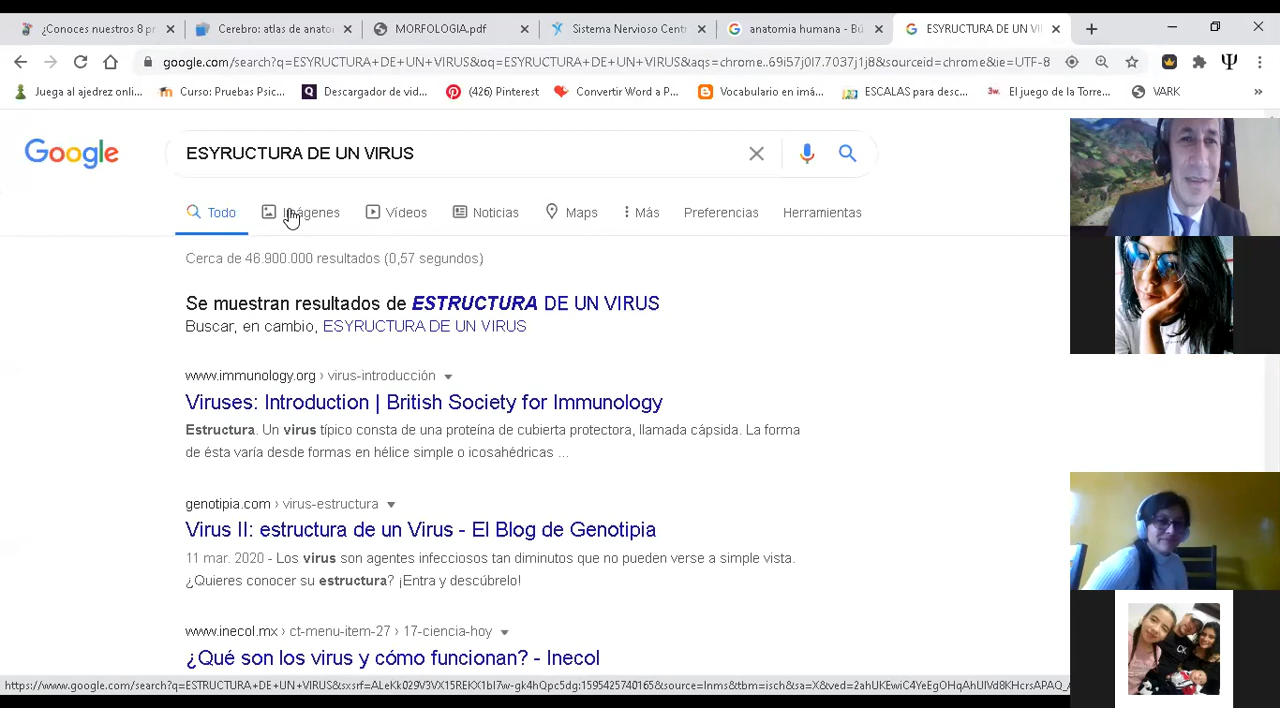 ¿Conoces nuestros 8 pr
Cerebro: atlas de anator
MORFOLOGIA.pdf
Sistema Nervioso Centr
anatomia humana - Bú
ESYRUCTURA DE UN VI
google.com/search?q=ESYRUCTURA+DE+UN+VIRUS&oq=ESYRUCTURA+DE+UN+VIRUS&aqs=chrome..69i57j0l7.7037j1j8&sourceid=chrome&ie=UTF-8
Juega al ajedrez onli...
Curso: Pruebas Psic...
Descargador de vid...
(426) Pinterest
Convertir Word a P...
Vocabulario en imá...
ESCALAS para desc...
El juego de la Torre...
VARK
»
Google
ESYRUCTURA DE UN VIRUS
Todo
Imágenes
Vídeos
Noticias
Maps
Más
Preferencias
Herramientas
Cerca de 46.900.000 resultados (0,57 segundos)
Se muestran resultados de ESTRUCTURA DE UN VIRUS
Buscar, en cambio, ESYRUCTURA DE UN VIRUS
www.immunology.org › virus-introducción
Viruses: Introduction | British Society for Immunology
Estructura. Un virus típico consta de una proteína de cubierta protectora, llamada cápsida. La forma
de ésta varía desde formas en hélice simple o icosahédricas ...
genotipia.com › virus-estructura
Virus II: estructura de un Virus - El Blog de Genotipia
11 mar. 2020 - Los virus son agentes infecciosos tan diminutos que no pueden verse a simple vista.
¿Quieres conocer su estructura? ¡Entra y descúbrelo!
www.inecol.mx › ct-menu-item-27 › 17-ciencia-hoy
¿Qué son los virus y cómo funcionan? - Inecol